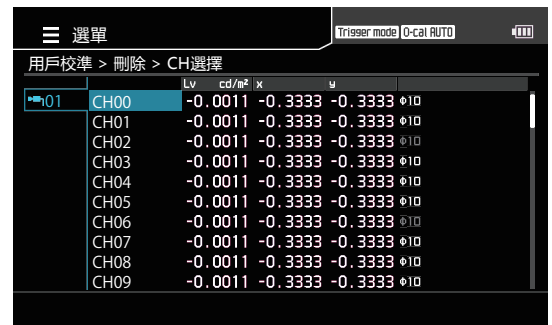 選單 Trigger mode 0-cal AUTO
用戶校準 > 刪除 > CH選擇
Lv cd/m² x y
01 CH00 -0.0011 -0.3333 -0.3333 Φ10
CH01 -0.0011 -0.3333 -0.3333 Φ10
CH02 -0.0011 -0.3333 -0.3333 Φ10
CH03 -0.0011 -0.3333 -0.3333 Φ10
CH04 -0.0011 -0.3333 -0.3333 Φ10
CH05 -0.0011 -0.3333 -0.3333 Φ10
CH06 -0.0011 -0.3333 -0.3333 Φ10
CH07 -0.0011 -0.3333 -0.3333 Φ10
CH08 -0.0011 -0.3333 -0.3333 Φ10
CH09 -0.0011 -0.3333 -0.3333 Φ10